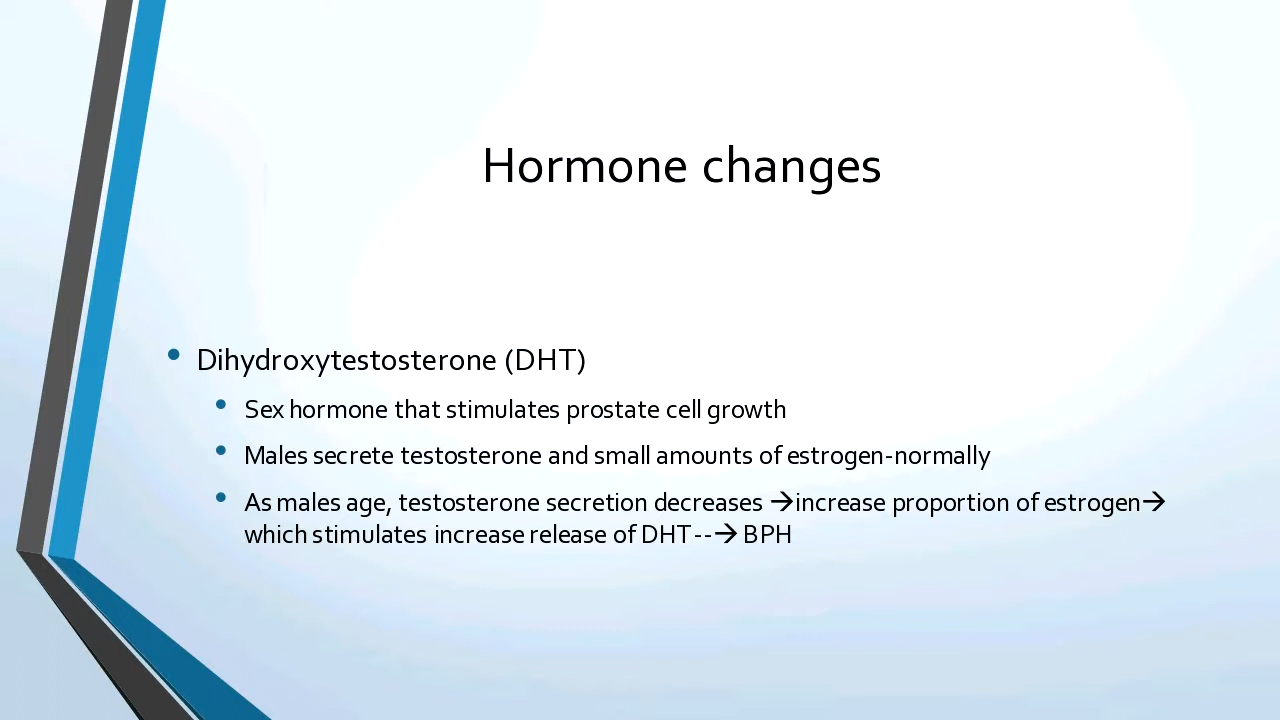 Hormone changes
Dihydroxytestosterone (DHT)
Sex hormone that stimulates prostate cell growth
Males secrete testosterone and small amounts of estrogen-normally
As males age, testosterone secretion decreases →increase proportion of estrogen→
which stimulates increase release of DHT--→ BPH